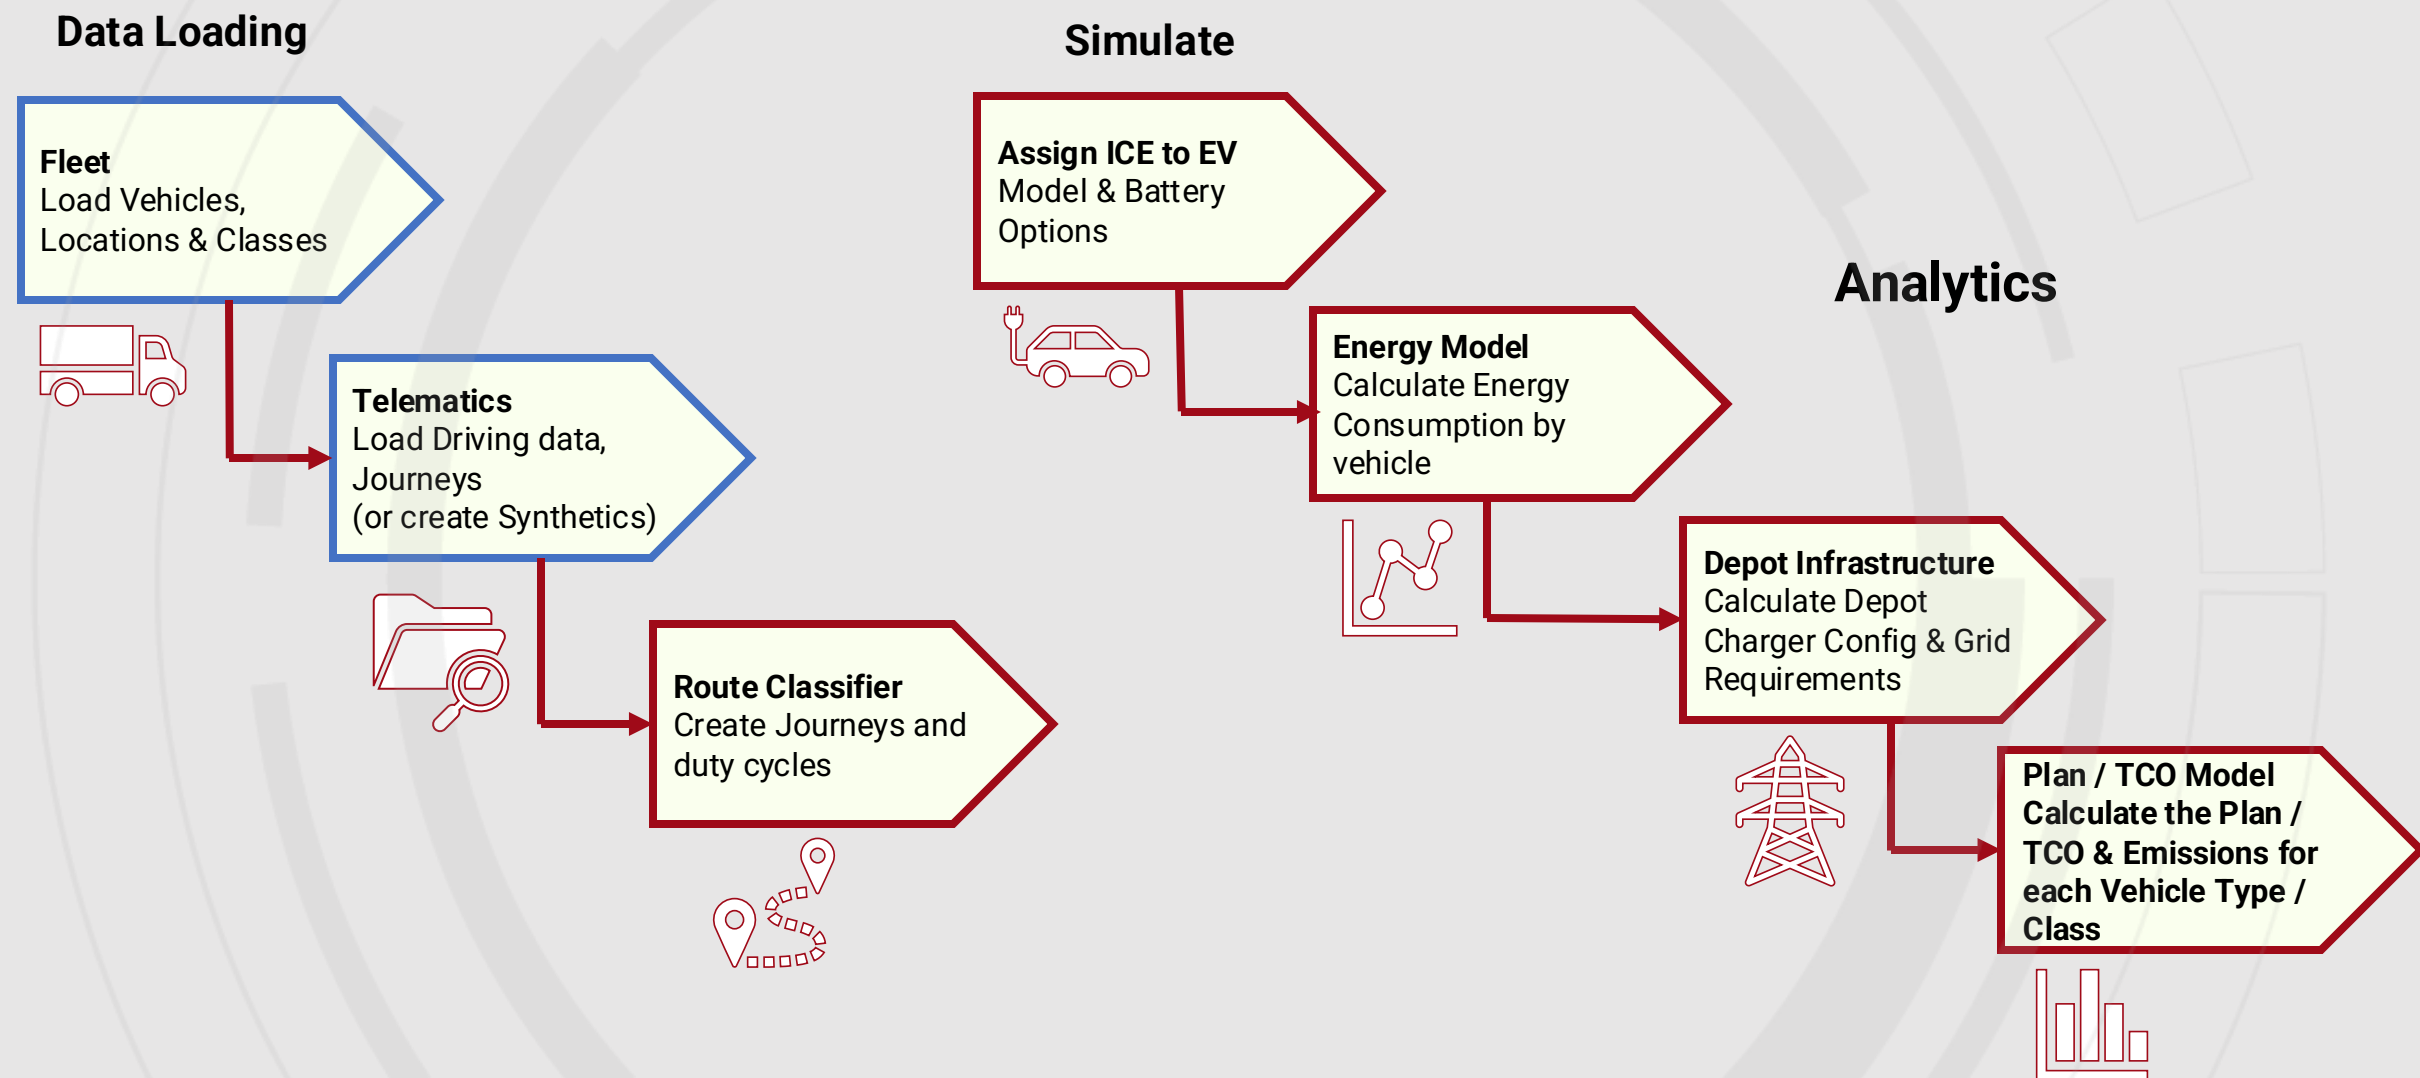 Data Loading
Fleet
Load Vehicles,
Locations & Classes
Telematics
Load Driving data,
Journeys
(or create Synthetics)
Route Classifier
Create Journeys and
duty cycles
Simulate
Assign ICE to EV
Model & Battery
Options
Energy Model
Calculate Energy
Consumption by
vehicle
Analytics
Depot Infrastructure
Calculate Depot
Charger Config & Grid
Requirements
Plan / TCO Model
Calculate the Plan /
TCO & Emissions for
each Vehicle Type /
Class